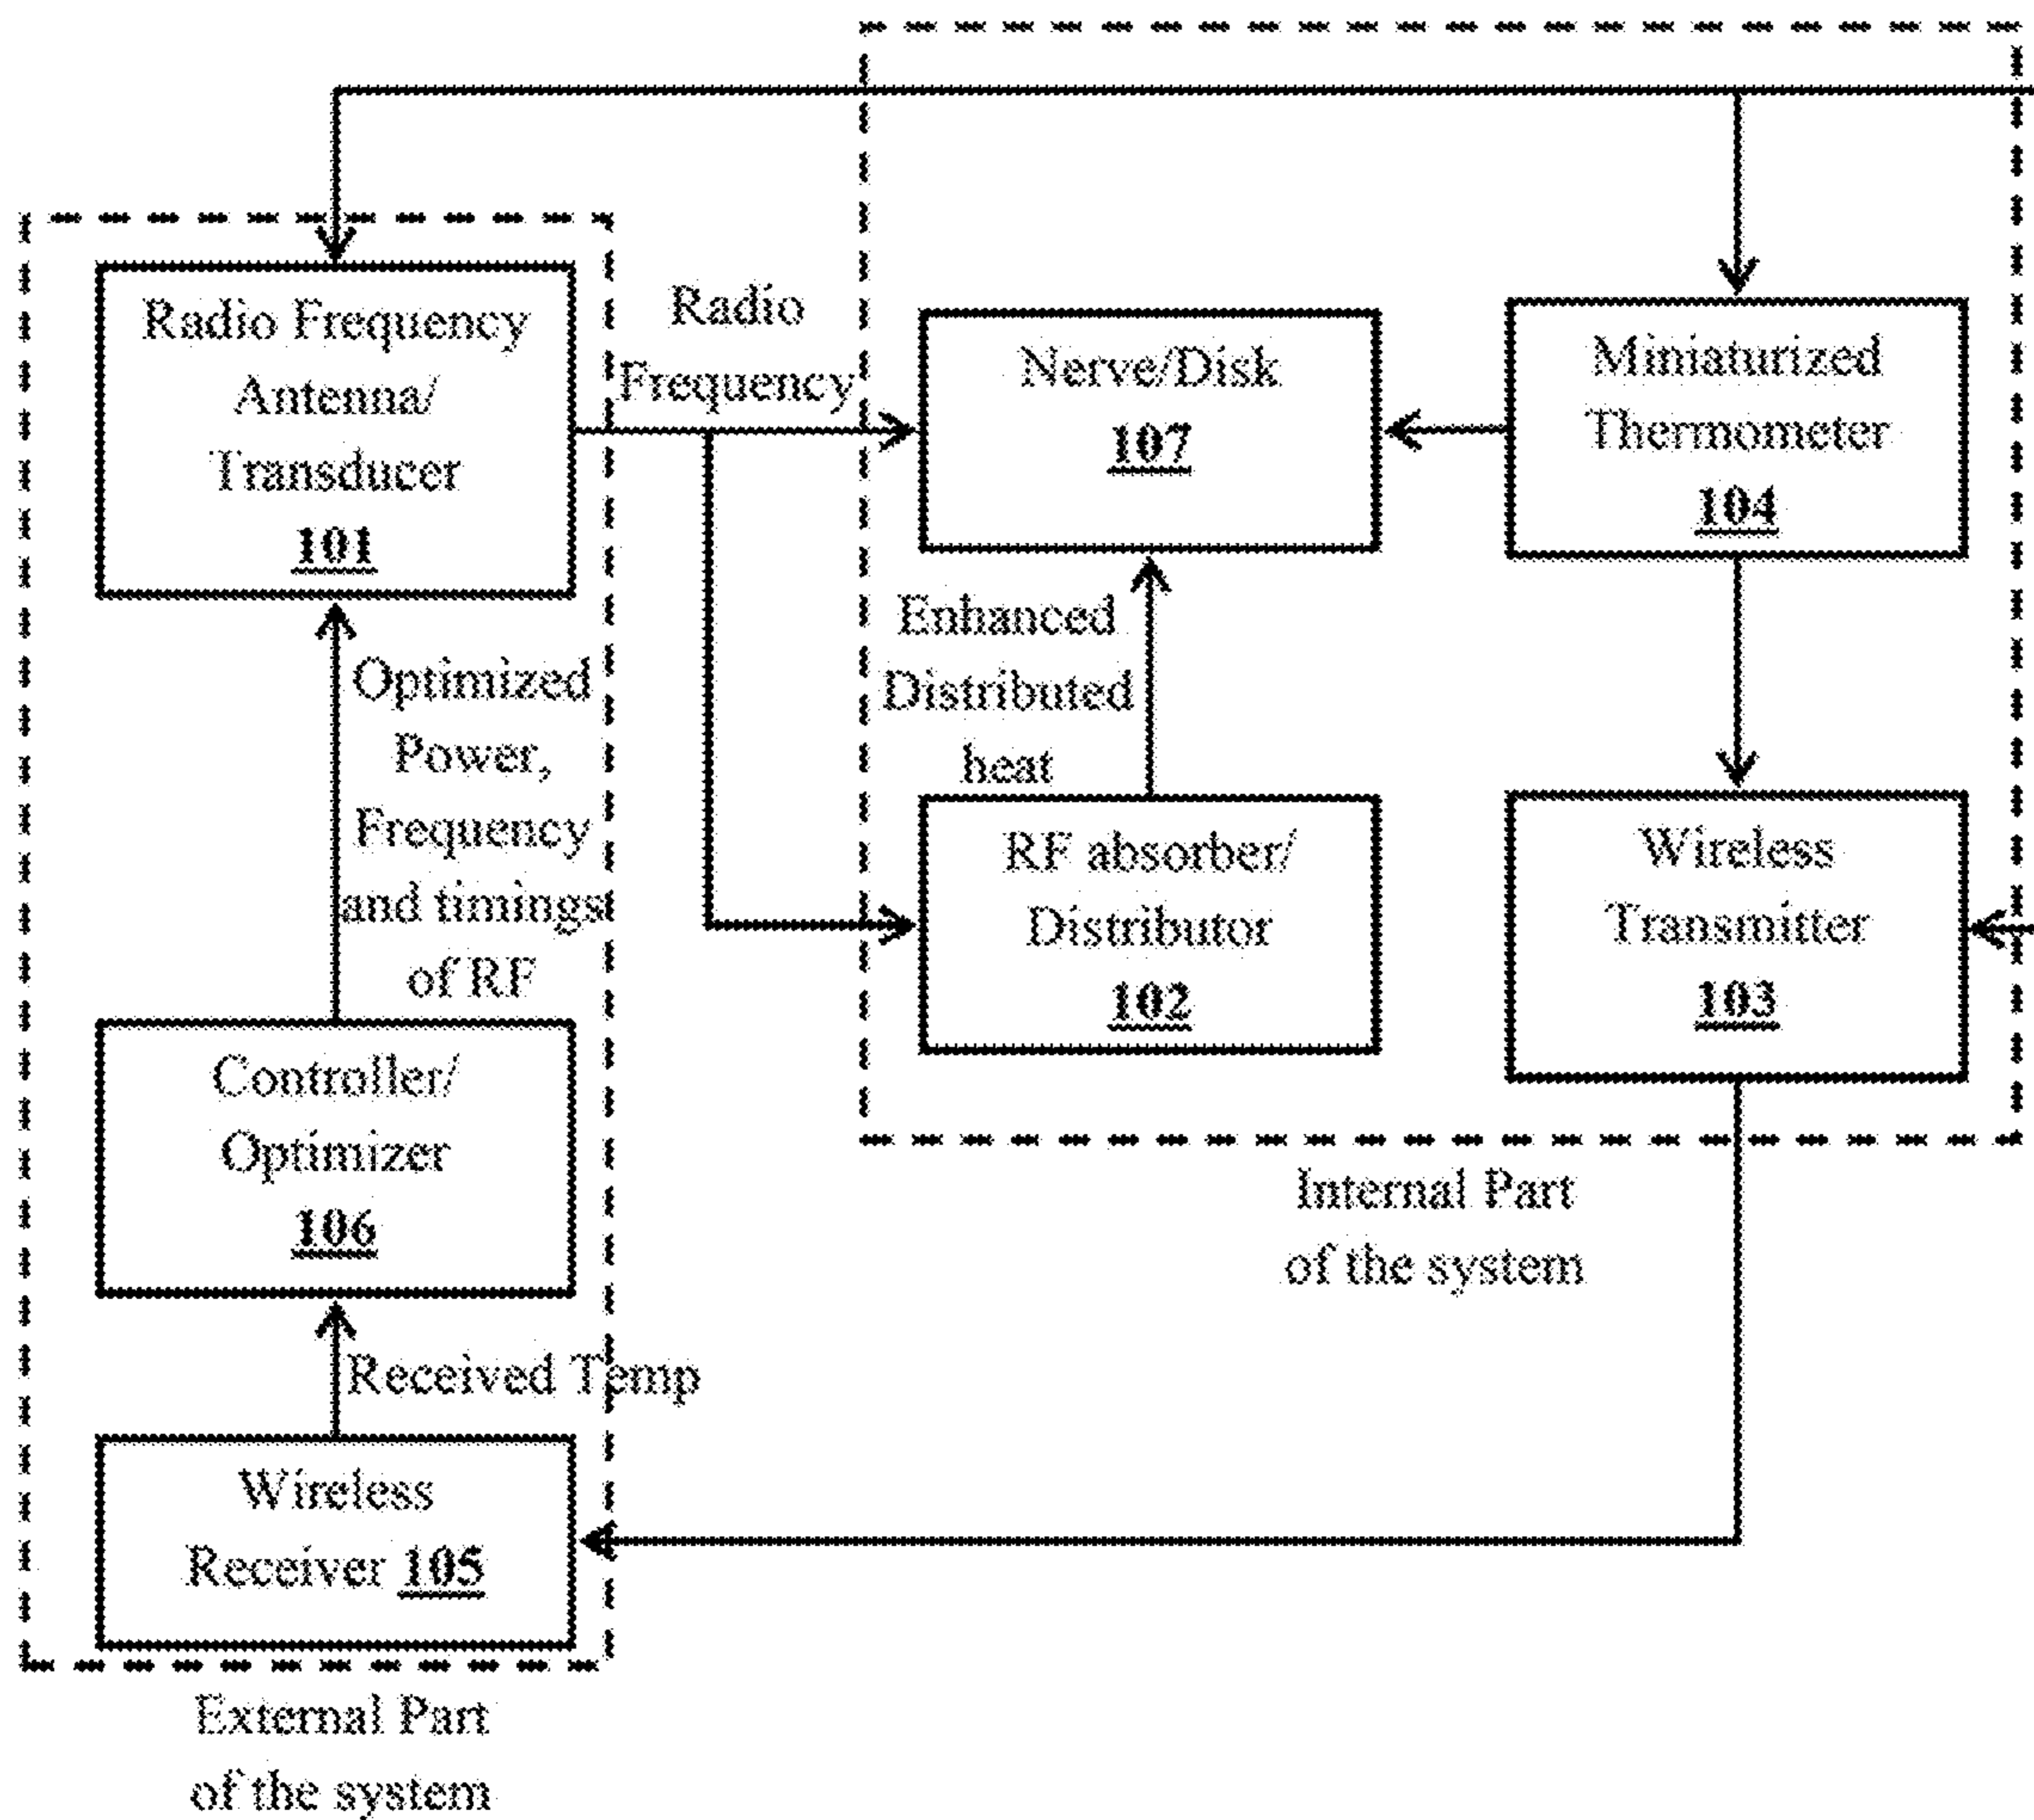 Radio Frequency
Antenna/
Transducer
101
Radio
Frequency
Nerve/Disk
107
Miniaturized
Thermometer
104
Optimized
Power,
Frequency
and timings
of RF
Enhanced
Distributed
heat
RF absorber/
Distributor
102
Wireless
Transmitter
103
Controller/
Optimizer
106
Internal Part
of the system
Received Temp
Wireless
Receiver 105
External Part
of the system